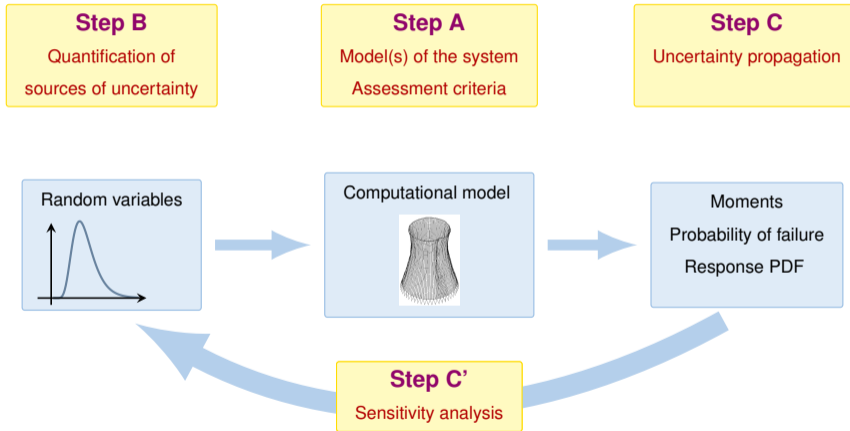 Step B
Quantification of
sources of uncertainty
Step A
Model(s) of the system
Assessment criteria
Step C
Uncertainty propagation
Random variables
Computational model
Moments
Probability of failure
Response PDF
Step C’
Sensitivity analysis